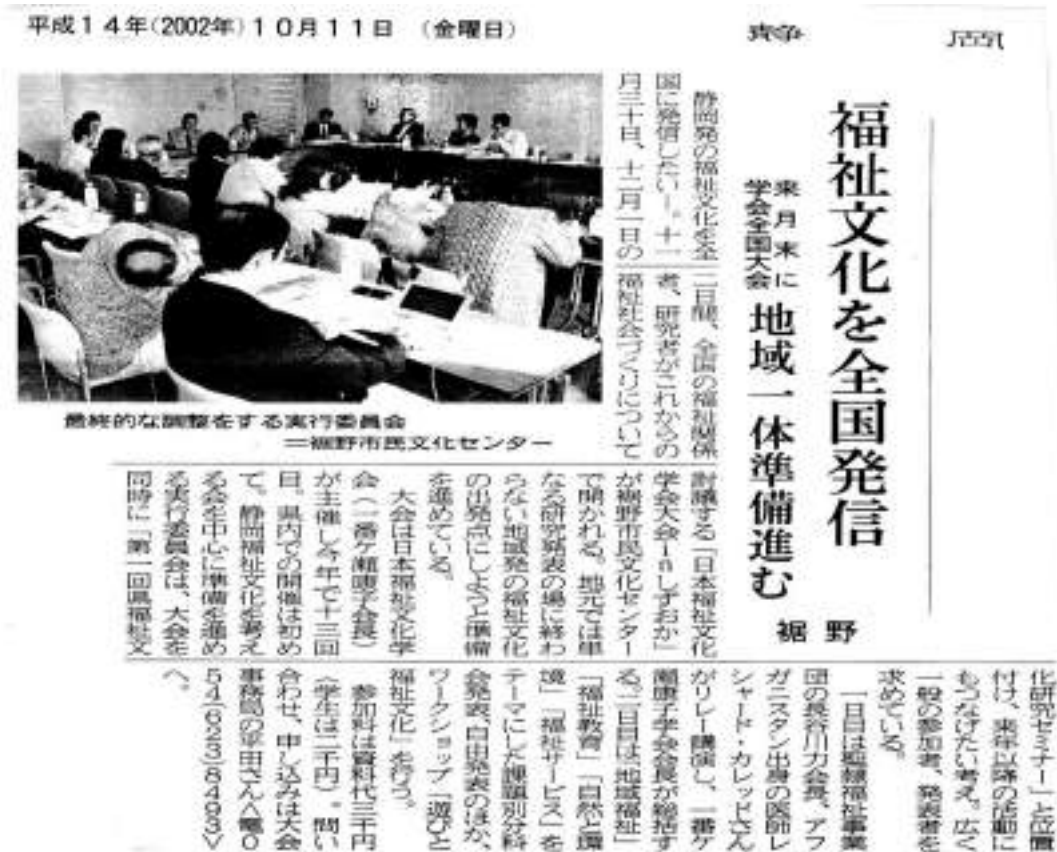 平成14年(2002年)10月11日 (金曜日)
静 岡
福祉文化を全国発信
来月末に
学会全国大会
地域一体準備進む
裾野
静岡発の福祉文化を全
国に発信したい―。十一
月三十日、十二月一日の
二日間、全国の福祉関係
者、研究者がこれからの
福祉社会づくりについて
討議する「日本福祉文化
学会大会inしずおか」
が裾野市民文化センター
で開かれる。地元では単
なる研究発表の場に終わ
らない地域発の福祉文化
の出発点にしようと準備
を進めている。
大会は日本福祉文化学
会(一番ケ瀬康子会長)
が主催し今年で十三回
目。県内での開催は初め
て。静岡福祉文化を考え
る会を中心に準備を進め
る実行委員会は、大会を
同時に「第一回県福祉文
化研究セミナー」と位置
付け、来年以降の活動に
もつなげたい考え。広く
一般の参加者、発表者を
求めている。
一日目は聖隷福祉事業
団の長谷川力会長、アフ
ガニスタン出身の医師レ
シャード・カレッドさん
がリレー講演し、一番ケ
瀬康子学会会長が総括す
る。二日目は「地域福祉」
「福祉教育」「自然と環
境」「福祉サービス」を
テーマにした課題別分科
会発表、自由発表のほか、
ワークショップ「遊びと
福祉文化」を行う。
参加料は資料代三千円
(学生は二千円)。問い
合わせ、申し込みは大会
事務局の平田さん<電0
54(623)8493>
へ。
最終的な調整をする実行委員会
＝裾野市民文化センター